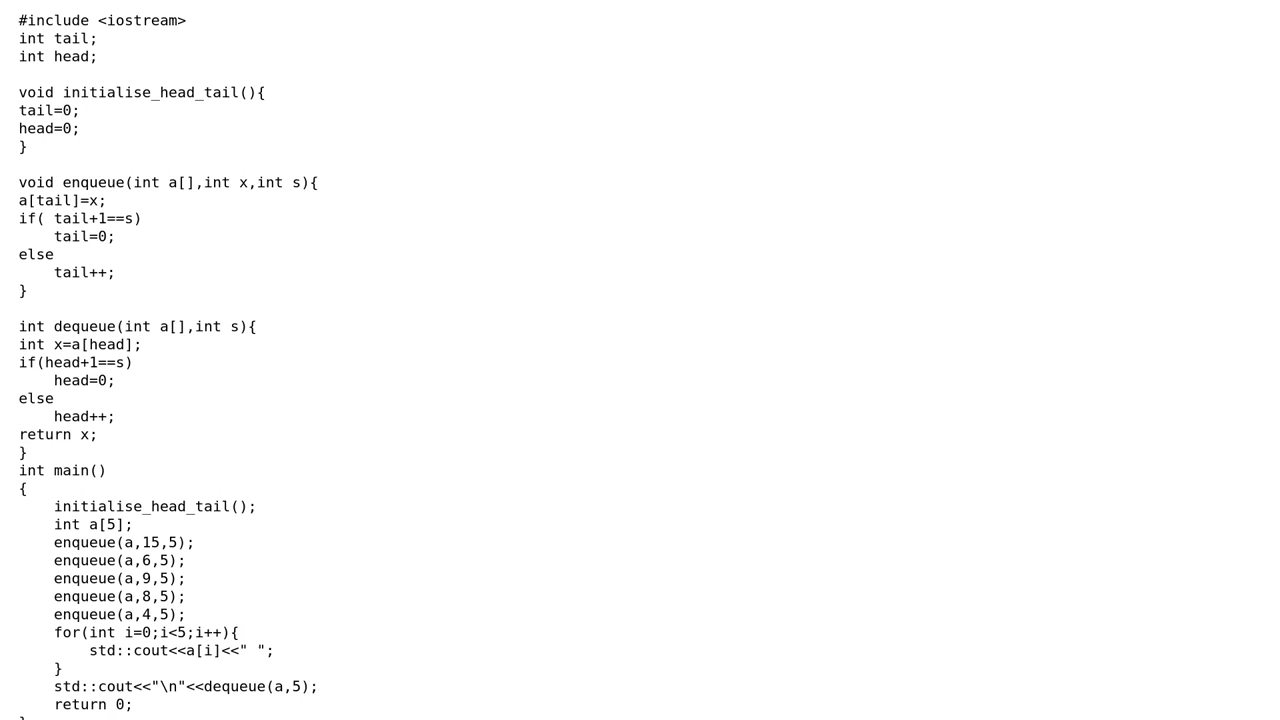 #include <iostream>
int tail;
int head;

void initialise_head_tail(){
tail=0;
head=0;
}

void enqueue(int a[],int x,int s){
a[tail]=x;
if( tail+1==s)
    tail=0;
else
    tail++;
}

int dequeue(int a[],int s){
int x=a[head];
if(head+1==s)
    head=0;
else
    head++;
return x;
}
int main()
{
    initialise_head_tail();
    int a[5];
    enqueue(a,15,5);
    enqueue(a,6,5);
    enqueue(a,9,5);
    enqueue(a,8,5);
    enqueue(a,4,5);
    for(int i=0;i<5;i++){
        std::cout<<a[i]<<" ";
    }
    std::cout<<"\n"<<dequeue(a,5);
    return 0;
}